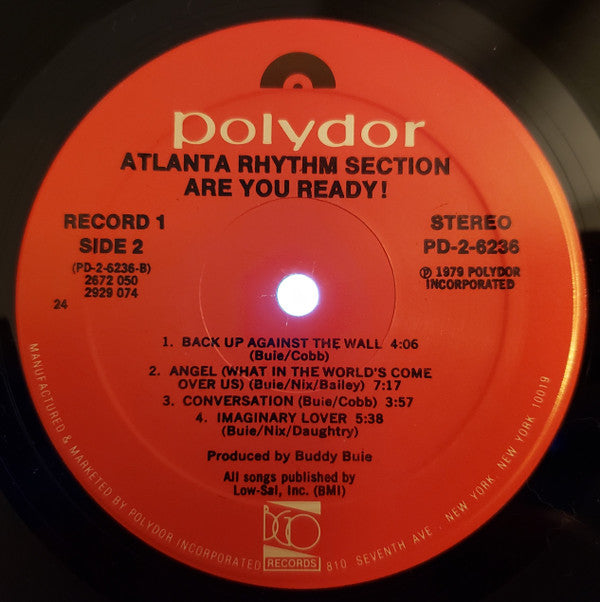 polydor
ATLANTA RHYTHM SECTION
ARE YOU READY!
RECORD 1
SIDE 2
(PD-2-6236-B)
2672 050
2929 074
24
STEREO
PD-2-6236
℗ 1979 POLYDOR
INCORPORATED
1. BACK UP AGAINST THE WALL 4:06
(Buie/Cobb)
2. ANGEL (WHAT IN THE WORLD'S COME
OVER US) (Buie/Nix/Bailey) 7:17
3. CONVERSATION (Buie/Cobb) 3:57
4. IMAGINARY LOVER 5:38
(Buie/Nix/Daughtry)
Produced by Buddy Buie
All songs published by
Low-Sal, Inc. (BMI)
BGO
RECORDS
MANUFACTURED & MARKETED BY POLYDOR INCORPORATED 810 SEVENTH AVE., NEW YORK, NEW YORK 10019